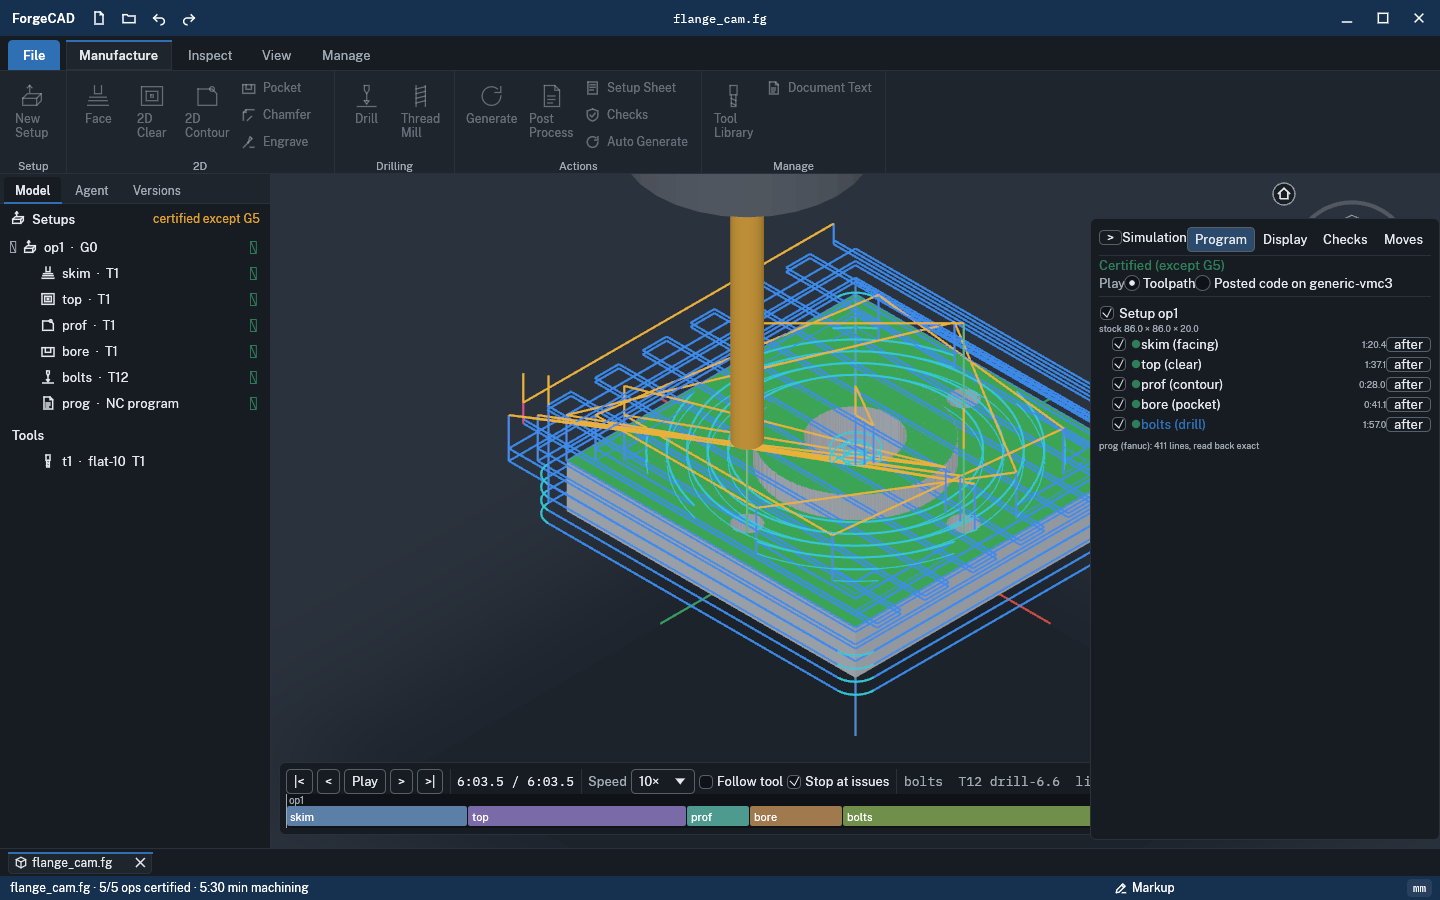 ForgeCAD
flange_cam.fg
File
Manufacture
Inspect
View
Manage
New Setup
Face
2D Clear
2D Contour
Pocket
Chamfer
Engrave
Drill
Thread Mill
Generate
Post Process
Setup Sheet
Checks
Auto Generate
Tool Library
Document Text
Setup
2D
Drilling
Actions
Manage
Model
Agent
Versions
Setups
certified except G5
op1 · G0
skim · T1
top · T1
prof · T1
bore · T1
bolts · T12
prog · NC program
Tools
t1 · flat-10 T1
> Simulation
Program
Display
Checks
Moves
Certified (except G5)
Play Toolpath Posted code on generic-vmc3
Setup op1
stock 86.0 × 86.0 × 20.0
skim (facing) 1:20.4 after
top (clear) 1:37.1 after
prof (contour) 0:28.0 after
bore (pocket) 0:41.1 after
bolts (drill) 1:57.0 after
prog (fanuc): 411 lines, read back exact
|< < Play > >| 6:03.5 / 6:03.5 Speed 10× Follow tool Stop at issues bolts T12 drill-6.6 li
op1
skim
top
prof
bore
bolts
flange_cam.fg
flange_cam.fg · 5/5 ops certified · 5:30 min machining
Markup
mm